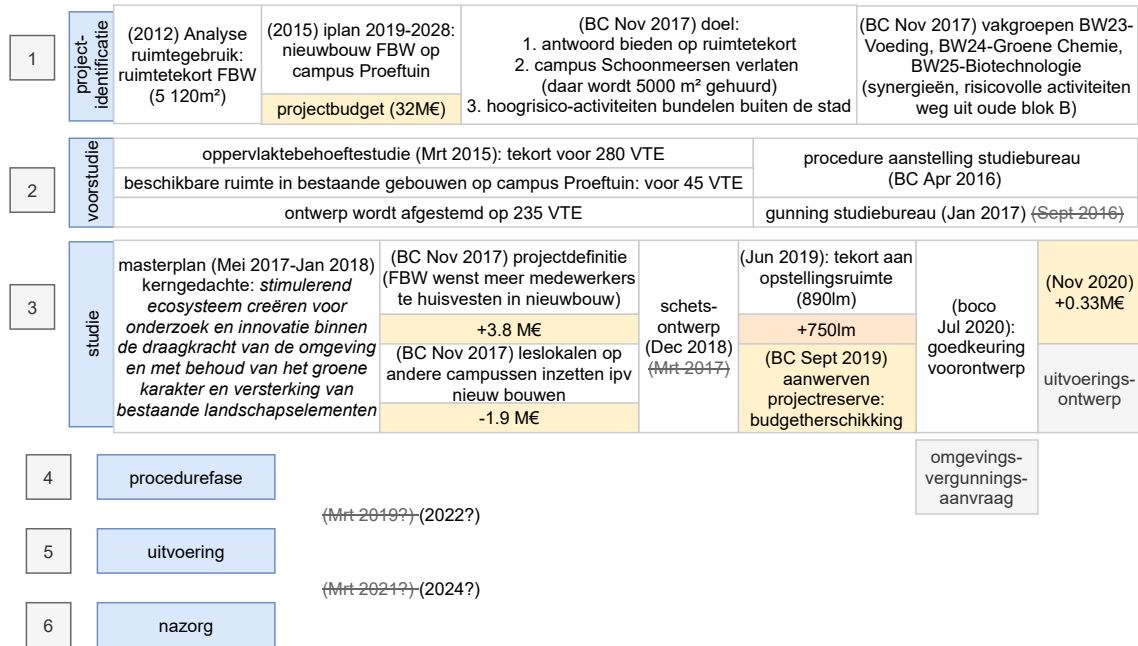 1
project-
identificatie
(2012) Analyse
ruimtegebruik:
ruimtetekort FBW
(5 120m²)
(2015) iplan 2019-2028:
nieuwbouw FBW op
campus Proeftuin
projectbudget (32M€)
(BC Nov 2017) doel:
1. antwoord bieden op ruimtetekort
2. campus Schoonmeersen verlaten
(daar wordt 5000 m² gehuurd)
3. hoogrisico-activiteiten bundelen buiten de stad
(BC Nov 2017) vakgroepen BW23-
Voeding, BW24-Groene Chemie,
BW25-Biotechnologie
(synergieën, risicovolle activiteiten
weg uit oude blok B)
2
voorstudie
oppervlaktebehoeftestudie (Mrt 2015): tekort voor 280 VTE
beschikbare ruimte in bestaande gebouwen op campus Proeftuin: voor 45 VTE
ontwerp wordt afgestemd op 235 VTE
procedure aanstelling studiebureau
(BC Apr 2016)
gunning studiebureau (Jan 2017) (Sept 2016)
3
studie
masterplan (Mei 2017-Jan 2018)
kerngedachte: stimulerend
ecosysteem creëren voor
onderzoek en innovatie binnen
de draagkracht van de omgeving
en met behoud van het groene
karakter en versterking van
bestaande landschapselementen
(BC Nov 2017) projectdefinitie
(FBW wenst meer medewerkers
te huisvesten in nieuwbouw)
+3.8 M€
(BC Nov 2017) leslokalen op
andere campussen inzetten ipv
nieuw bouwen
-1.9 M€
schets-
ontwerp
(Dec 2018)
(Mrt 2017)
(Jun 2019): tekort aan
opstellingsruimte
(890lm)
+750lm
(BC Sept 2019)
aanwerven
projectreserve:
budgetherschikking
(boco
Jul 2020):
goedkeuring
voorontwerp
(Nov 2020)
+0.33M€
uitvoerings-
ontwerp
4
procedurefase
omgevings-
vergunnings-
aanvraag
(Mrt 2019?) (2022?)
5
uitvoering
(Mrt 2021?) (2024?)
6
nazorg